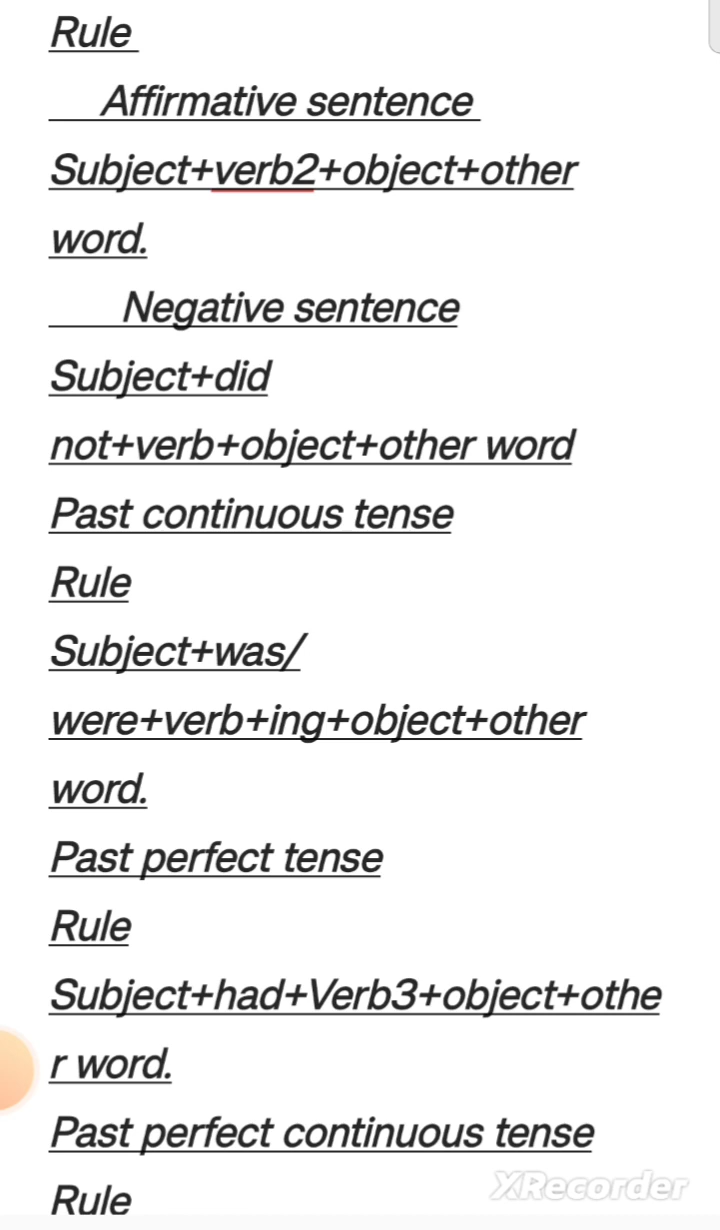 Rule
Affirmative sentence
Subject+verb2+object+other
word.
Negative sentence
Subject+did
not+verb+object+other word
Past continuous tense
Rule
Subject+was/
were+verb+ing+object+other
word.
Past perfect tense
Rule
Subject+had+Verb3+object+othe
r word.
Past perfect continuous tense
Rule
XRecorder